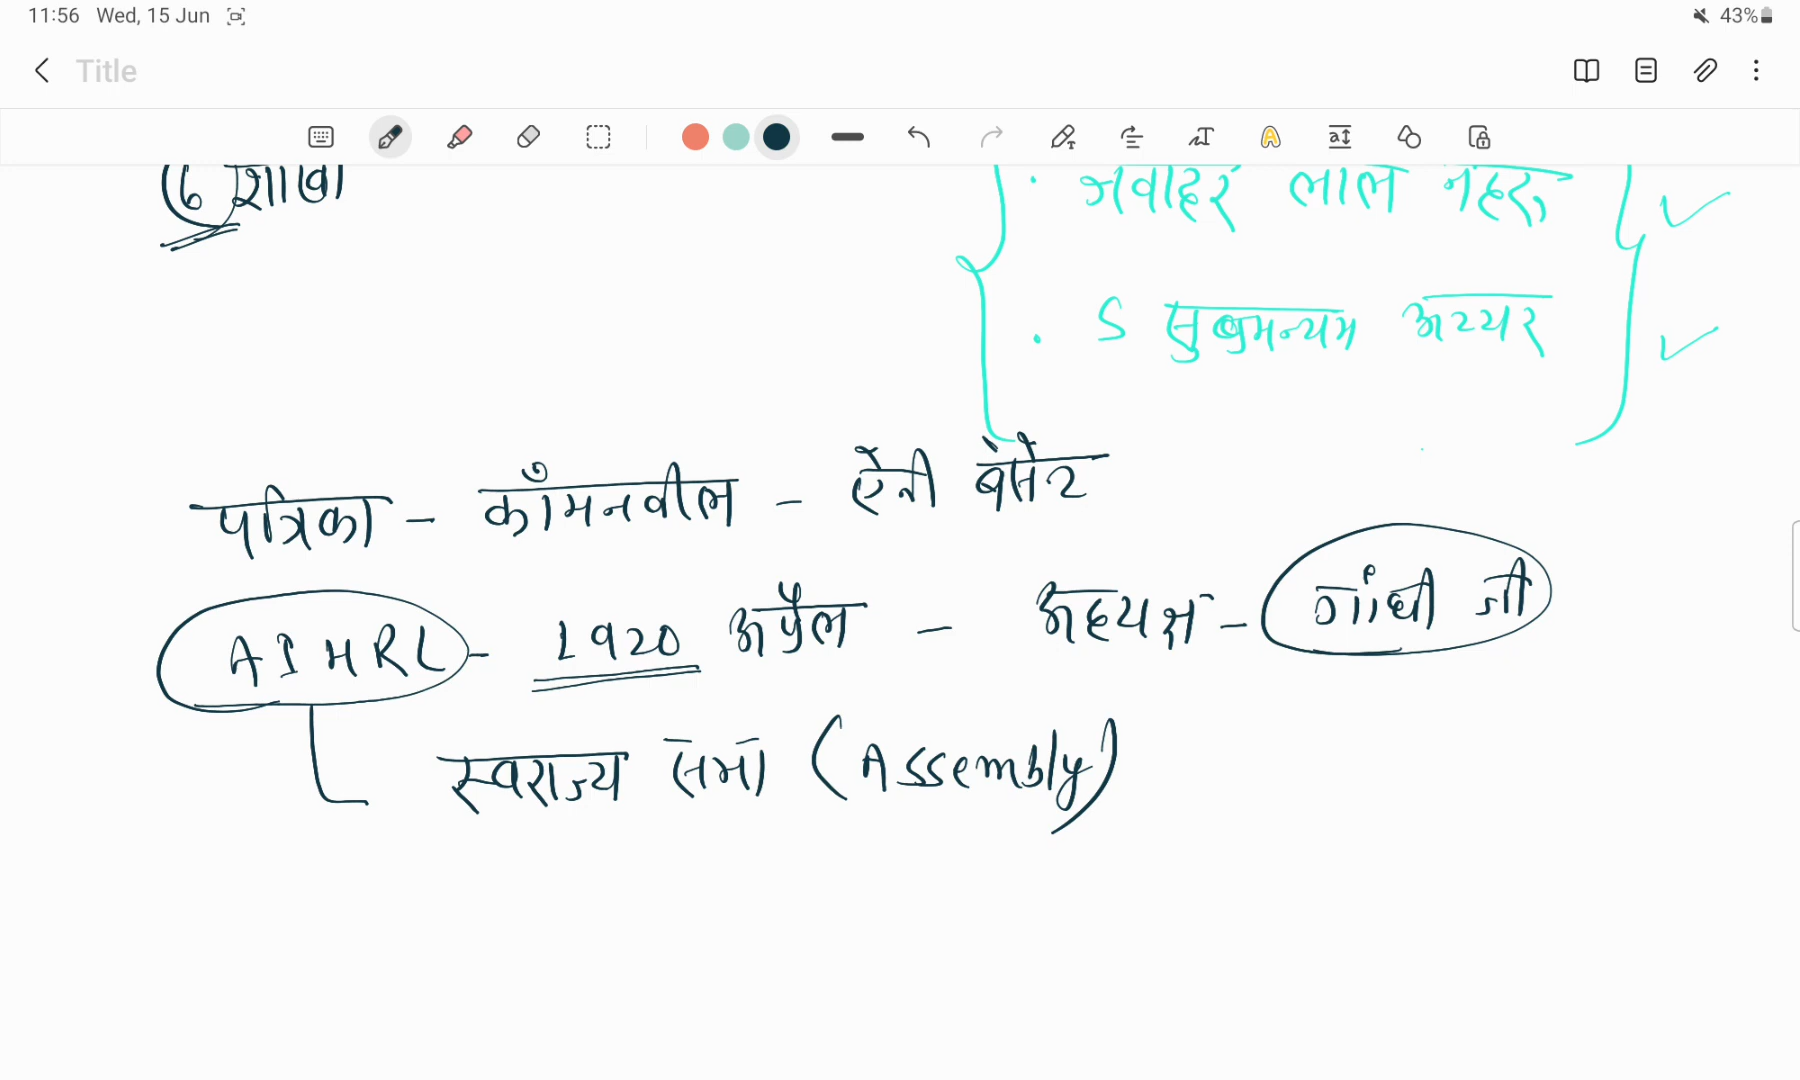 11:56 Wed, 15 Jun 43%
Title
6 शाखा
• जवाहर लाल नेहरू
• S सुब्रमन्यम अय्यर
पत्रिका - कॉमनवील - ऐनी बेसेंट
AIHRL - 1920 अप्रैल - अध्यक्ष - गांधी जी
स्वराज्य सभा (Assembly)